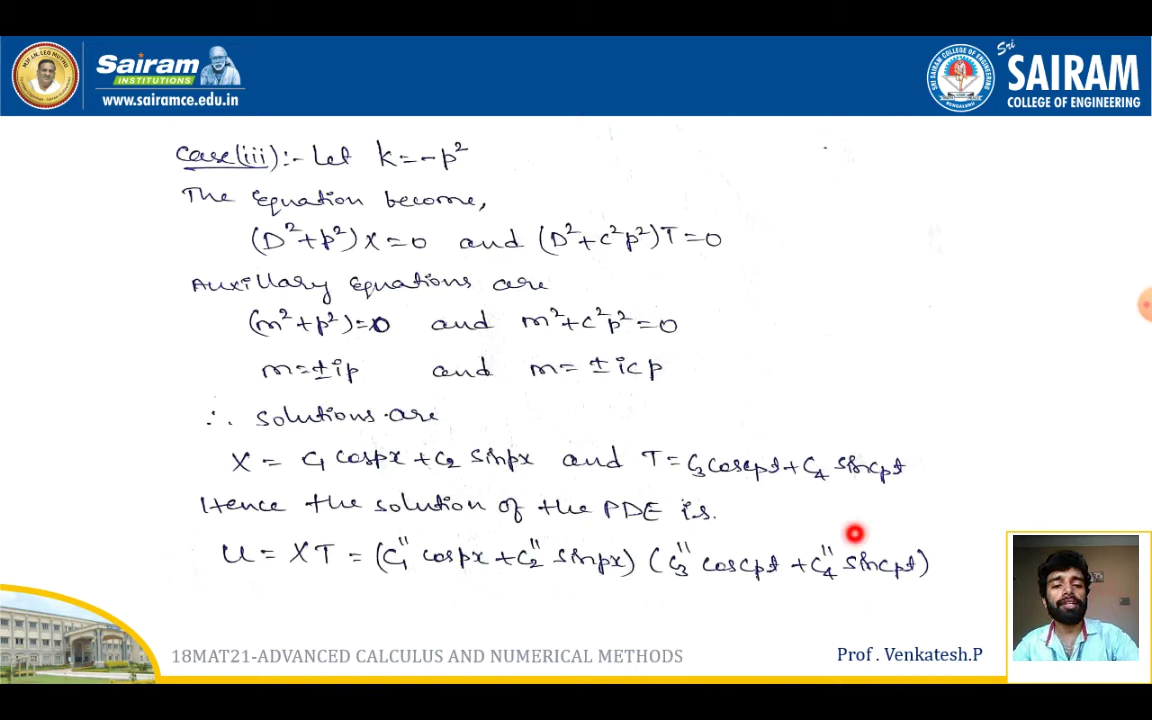 Sairam
INSTITUTIONS
www.sairamce.edu.in
Sri
SAIRAM
COLLEGE OF ENGINEERING
Case(iii):- Let k=-p²
The Equation become,
(D²+p²)X=0 and (D²+c²p²)T=0
Auxillary Equations are
(m²+p²)=0 and m²+c²p²=0
m=±ip and m=±icp
∴ Solutions are
X = C₁ cospx + C₂ sinpx and T = C₃ coscpt + C₄ sincpt
Hence the solution of the PDE is.
U = XT = (C₁'' cospx + C₂'' sinpx) (C₃'' coscpt + C₄'' sincpt)
18MAT21-ADVANCED CALCULUS AND NUMERICAL METHODS
Prof . Venkatesh.P